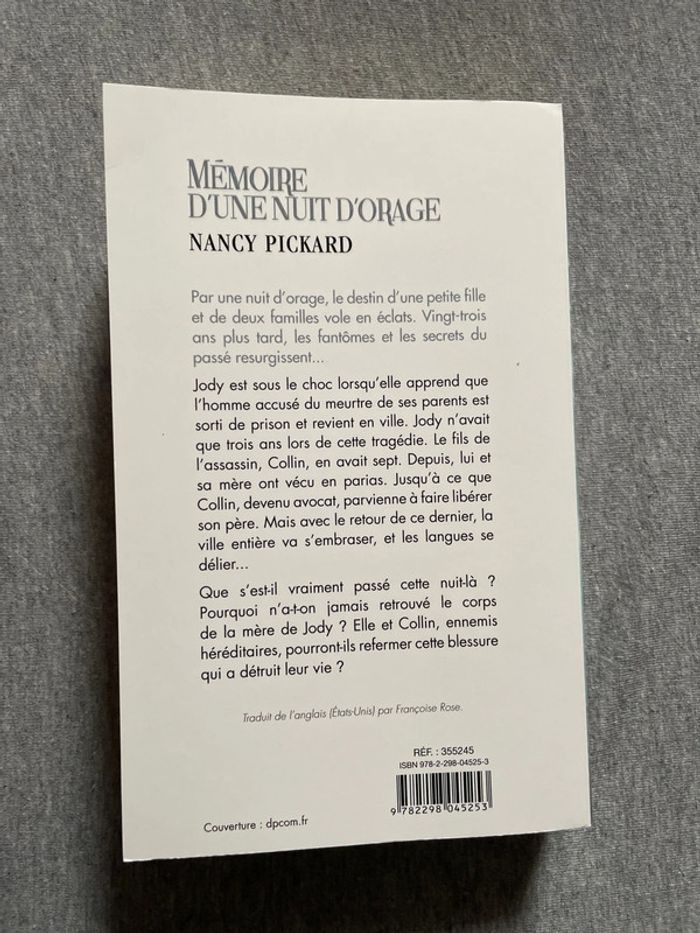 MÉMOIRE
D'UNE NUIT D'ORAGE
NANCY PICKARD
Par une nuit d'orage, le destin d'une petite fille
et de deux familles vole en éclats. Vingt-trois
ans plus tard, les fantômes et les secrets du
passé resurgissent...
Jody est sous le choc lorsqu'elle apprend que
l'homme accusé du meurtre de ses parents est
sorti de prison et revient en ville. Jody n'avait
que trois ans lors de cette tragédie. Le fils de
l'assassin, Collin, en avait sept. Depuis, lui et
sa mère ont vécu en parias. Jusqu'à ce que
Collin, devenu avocat, parvienne à faire libérer
son père. Mais avec le retour de ce dernier, la
ville entière va s'embraser, et les langues se
délier...
Que s'est-il vraiment passé cette nuit-là ?
Pourquoi n'a-t-on jamais retrouvé le corps
de la mère de Jody ? Elle et Collin, ennemis
héréditaires, pourront-ils refermer cette blessure
qui a détruit leur vie ?
Traduit de l'anglais (États-Unis) par Françoise Rose.
RÉF. : 355245
ISBN 978-2-298-04525-3
9 782298 045253
Couverture : dpcom.fr